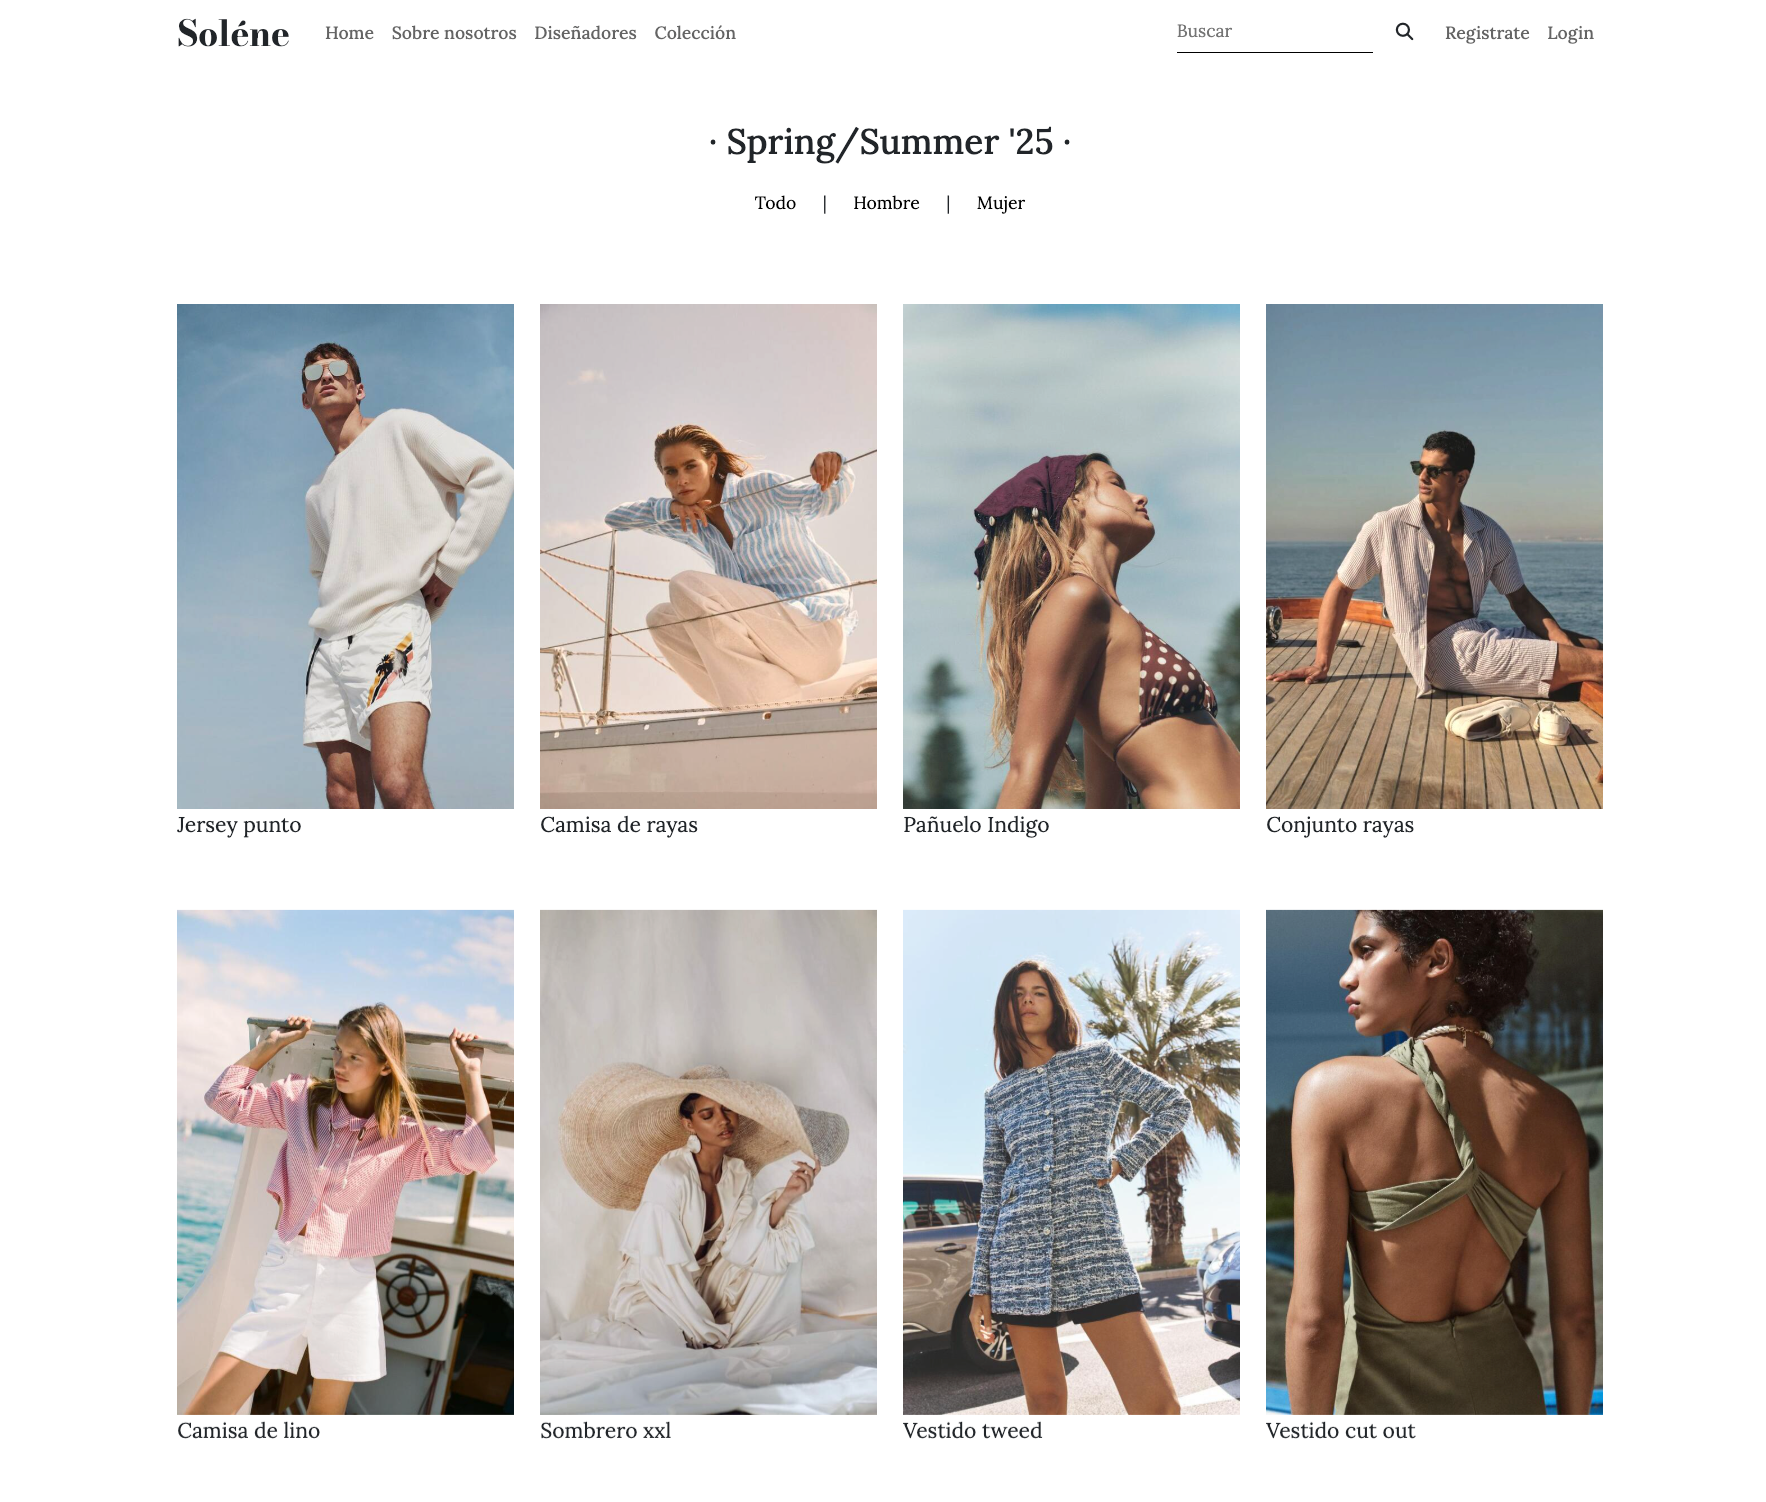 Soléne Home Sobre nosotros Diseñadores Colección Buscar Registrate Login
· Spring/Summer '25 ·
Todo | Hombre | Mujer
Jersey punto
Camisa de rayas
Pañuelo Indigo
Conjunto rayas
Camisa de lino
Sombrero xxl
Vestido tweed
Vestido cut out